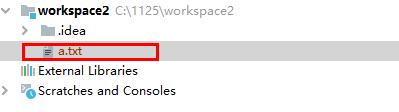 workspace2 C:\1125\workspace2
.idea
a.txt
External Libraries
Scratches and Consoles